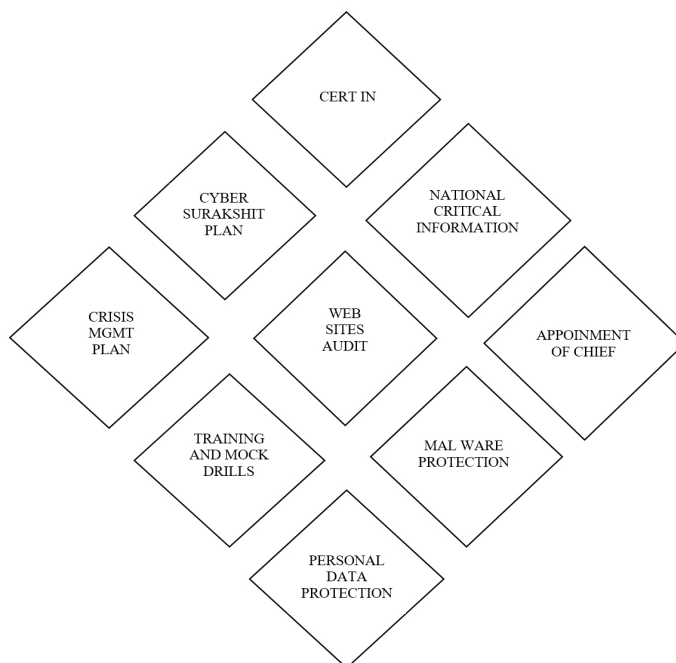 CERT IN
CYBER
SURAKSHIT
PLAN
NATIONAL
CRITICAL
INFORMATION
CRISIS
MGMT
PLAN
WEB
SITES
AUDIT
APPOINMENT
OF CHIEF
TRAINING
AND MOCK
DRILLS
MAL WARE
PROTECTION
PERSONAL
DATA
PROTECTION